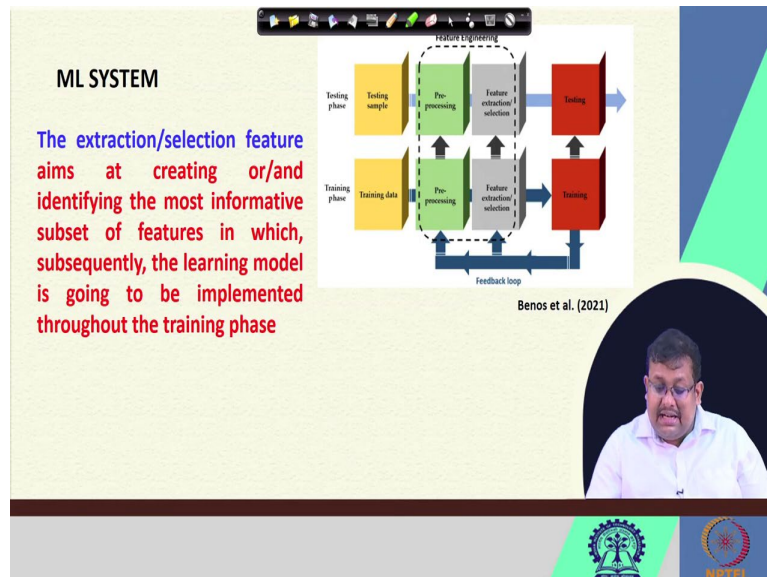 Feature Engineering
ML SYSTEM
The extraction/selection feature
aims at creating or/and
identifying the most informative
subset of features in which,
subsequently, the learning model
is going to be implemented
throughout the training phase
Testing
phase
Testing
sample
Pre-
processing
Feature
extraction/
selection
Testing
Training
phase
Training data
Pre-
processing
Feature
extraction/
selection
Training
Feedback loop
Benos et al. (2021)
NPTEL